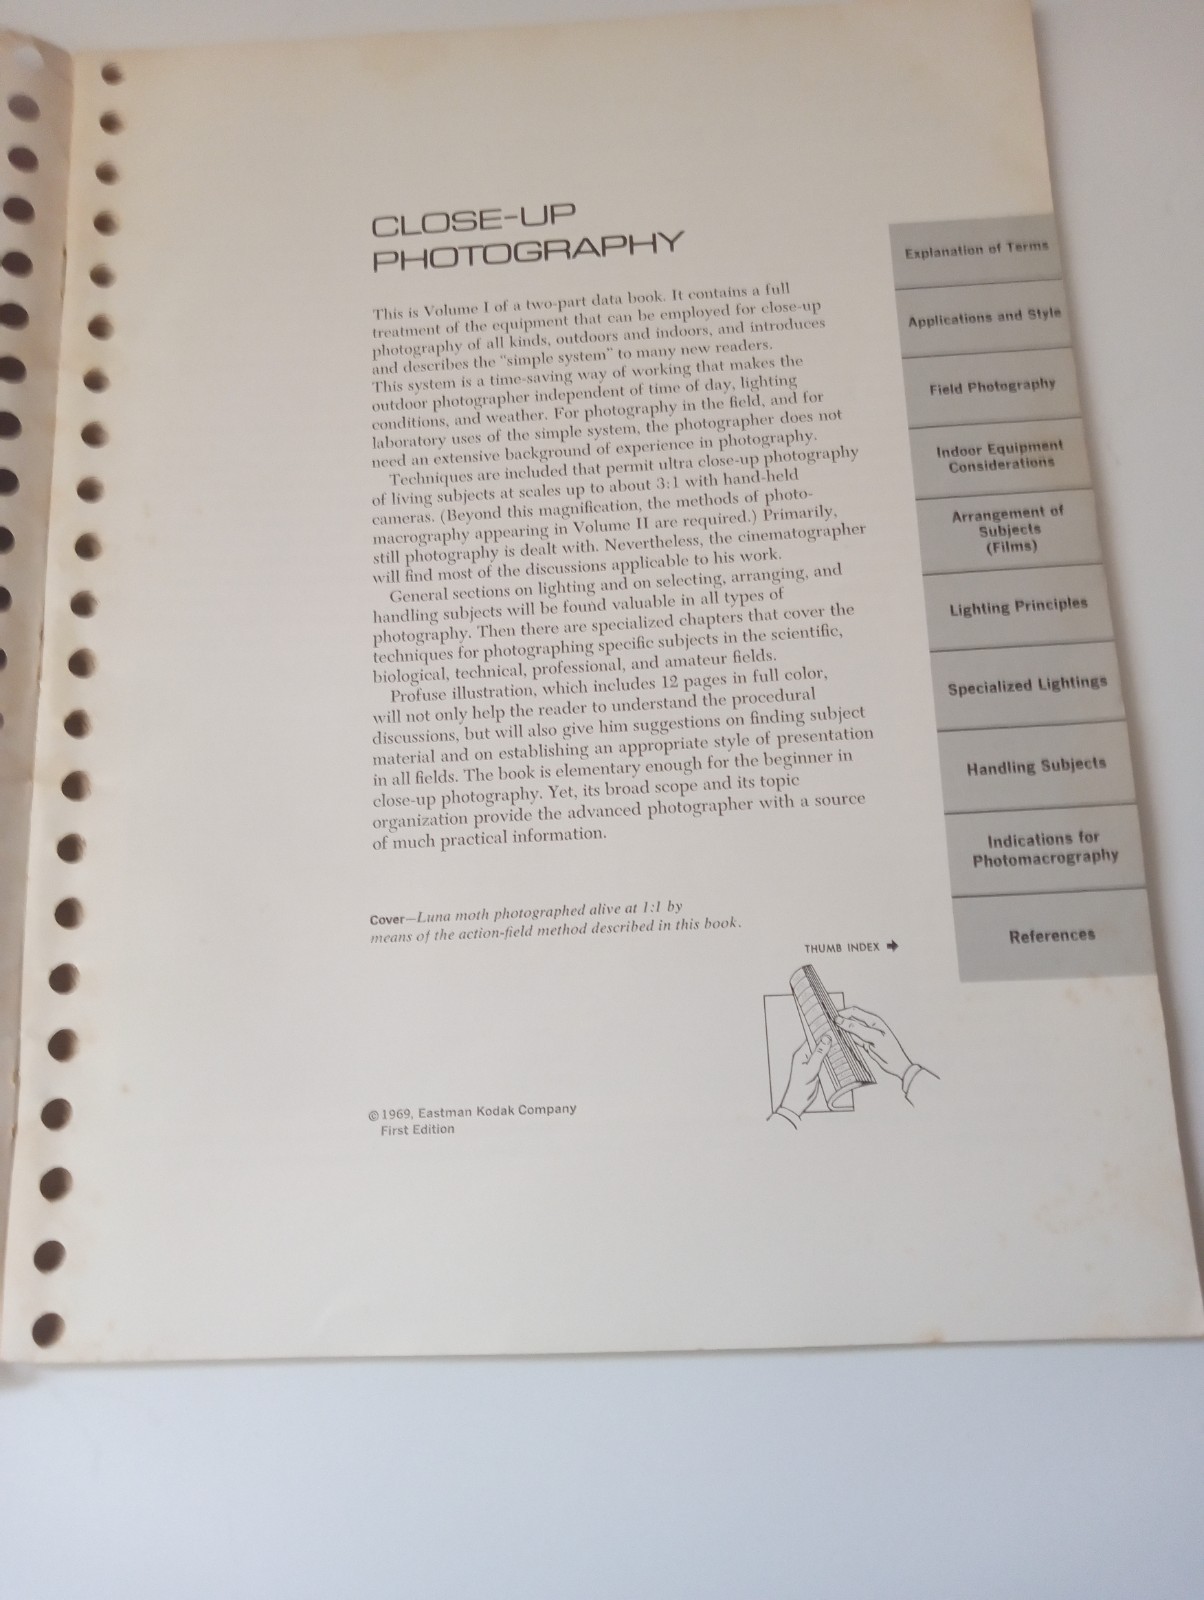 CLOSE-UP
PHOTOGRAPHY
This is Volume I of a two-part data book. It contains a full
treatment of the equipment that can be employed for close-up
photography of all kinds, outdoors and indoors, and introduces
and describes the "simple system" to many new readers.
This system is a time-saving way of working that makes the
outdoor photographer independent of time of day, lighting
conditions, and weather. For photography in the field, and for
laboratory uses of the simple system, the photographer does not
need an extensive background of experience in photography.
Techniques are included that permit ultra close-up photography
of living subjects at scales up to about 3:1 with hand-held
cameras. (Beyond this magnification, the methods of photo-
macrography appearing in Volume II are required.) Primarily,
still photography is dealt with. Nevertheless, the cinematographer
will find most of the discussions applicable to his work.
General sections on lighting and on selecting, arranging, and
handling subjects will be found valuable in all types of
photography. Then there are specialized chapters that cover the
techniques for photographing specific subjects in the scientific,
biological, technical, professional, and amateur fields.
Profuse illustration, which includes 12 pages in full color,
will not only help the reader to understand the procedural
discussions, but will also give him suggestions on finding subject
material and on establishing an appropriate style of presentation
in all fields. The book is elementary enough for the beginner in
close-up photography. Yet, its broad scope and its topic
organization provide the advanced photographer with a source
of much practical information.
Cover—Luna moth photographed alive at 1:1 by
means of the action-field method described in this book.
THUMB INDEX
©1969, Eastman Kodak Company
First Edition
Explanation of Terms
Applications and Style
Field Photography
Indoor Equipment
Considerations
Arrangement of
Subjects
(Films)
Lighting Principles
Specialized Lightings
Handling Subjects
Indications for
Photomacrography
References